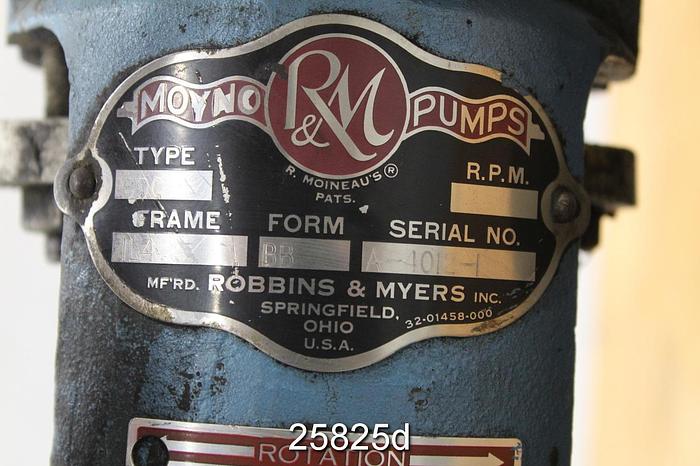 MOYNO R&M PUMPS
R. MOINEAU'S ®
PATS.
TYPE
R.P.M.
FRAME FORM SERIAL NO.
BB
MF'RD. ROBBINS & MYERS INC.
SPRINGFIELD,
OHIO
U.S.A.
32-01458-000
25825d
ROTATION